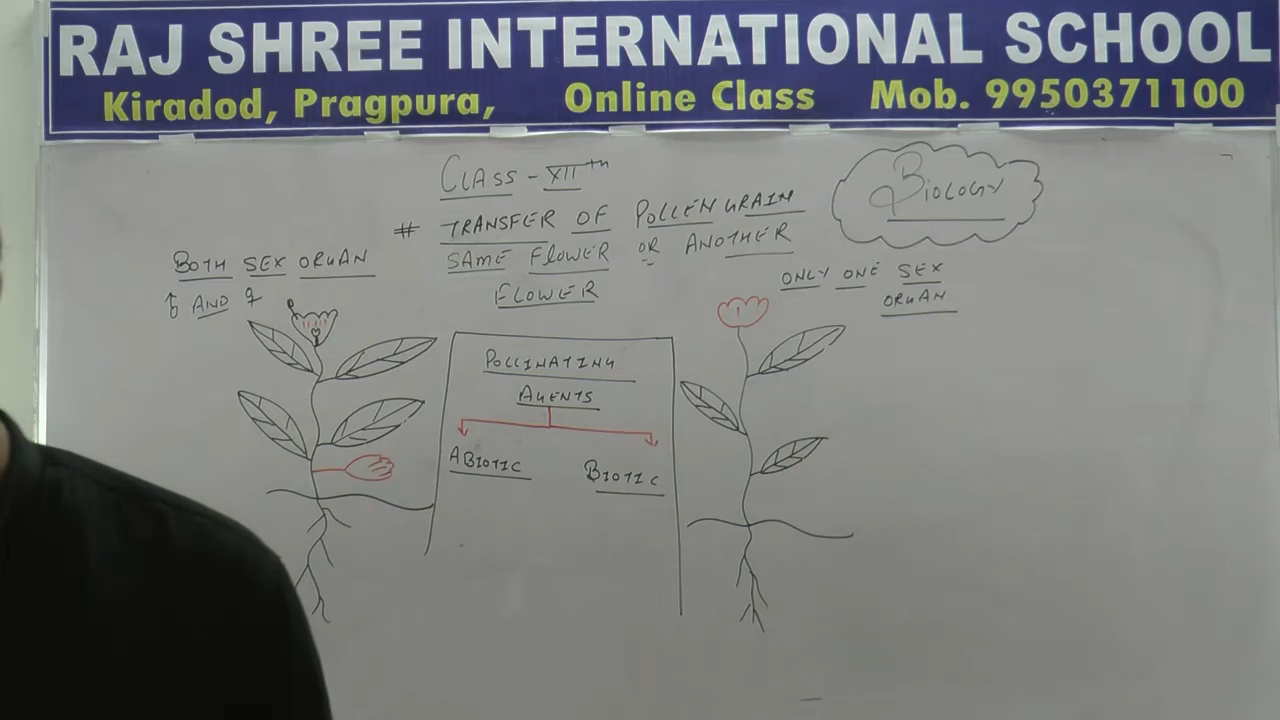 RAJ SHREE INTERNATIONAL SCHOOL
Kiradod, Pragpura, Online Class Mob. 9950371100
CLASS - XIIth
BIOLOGY
# TRANSFER OF POLLEN GRAIN
SAME FLOWER OR ANOTHER
FLOWER
BOTH SEX ORGAN
⚦ AND ♀
ONLY ONE SEX
ORGAN
POLLINATING
AGENTS
ABIOTIC
BIOTIC